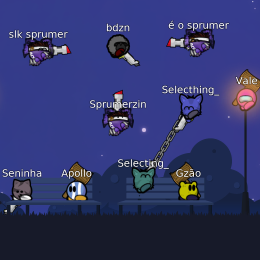 slk sprumer
bdzn
é o sprumer
Selecthing_
Vale
Sprumerzin
Selecting_
Seninha
Apollo
Gzão